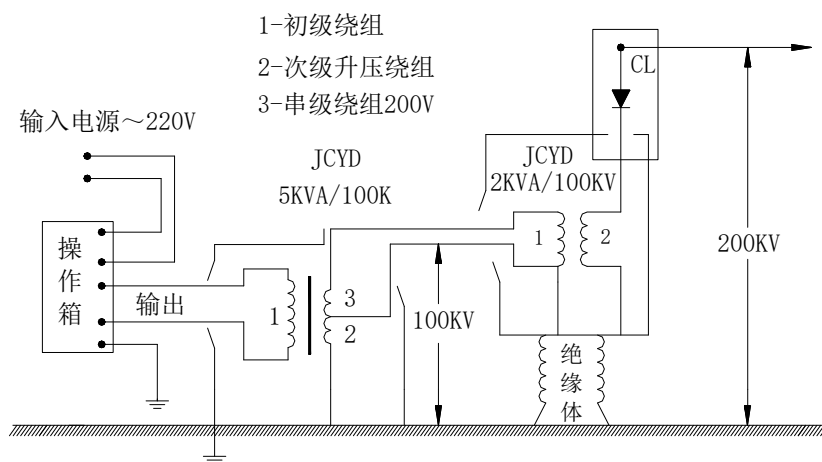 1-初级绕组
2-次级升压绕组
3-串级绕组200V
输入电源～220V
CL
JCYD
5KVA/100K
JCYD
2KVA/100KV
操作箱
输出
1
3
2
1
2
100KV
200KV
绝缘体